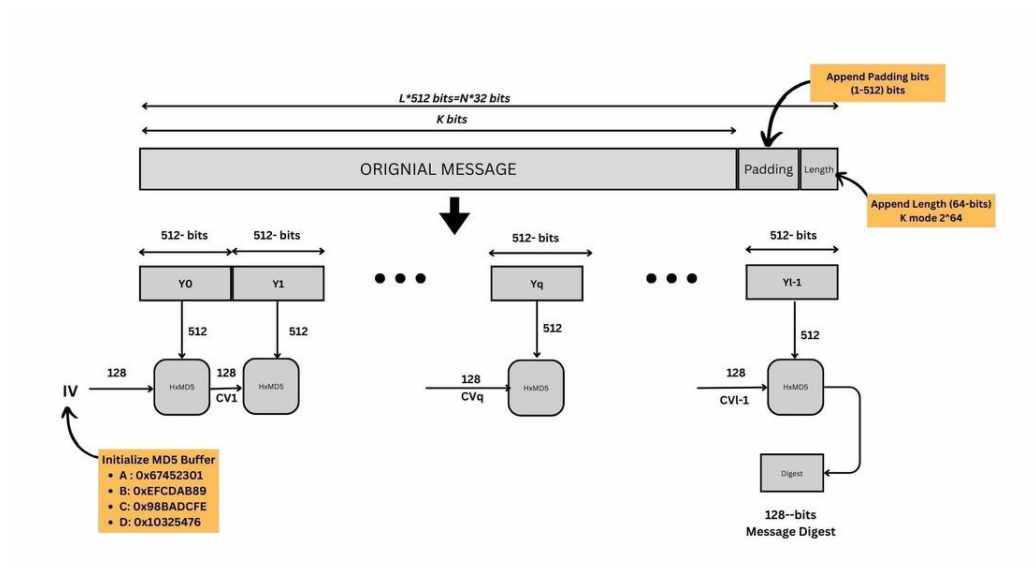 Append Padding bits
(1-512) bits
L*512 bits=N*32 bits
K bits
ORIGNIAL MESSAGE
Padding
Length
Append Length (64-bits)
K mode 2*64
512- bits
512- bits
512- bits
512- bits
Y0
Y1
Yq
Yl-1
512
512
512
512
IV
128
HxMD5
128
CV1
HxMD5
128
CVq
HxMD5
128
CVl-1
HxMD5
Initialize MD5 Buffer
• A : 0x67452301
• B: 0xEFCDAB89
• C: 0x98BADCFE
• D: 0x10325476
Digest
128--bits
Message Digest